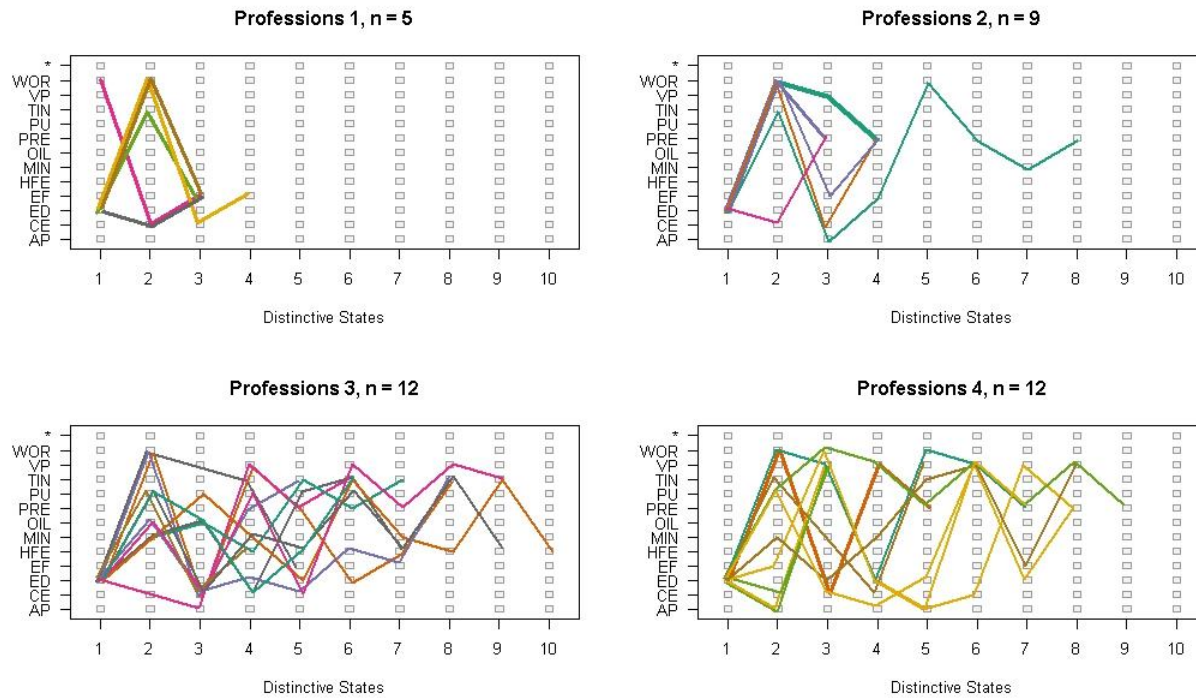 Professions 1, n = 5
*
WOR
VP
TIN
PU
PRE
OIL
MIN
HFE
EF
ED
CE
AP
1 2 3 4 5 6 7 8 9 10
Distinctive States
Professions 2, n = 9
*
WOR
VP
TIN
PU
PRE
OIL
MIN
HFE
EF
ED
CE
AP
1 2 3 4 5 6 7 8 9 10
Distinctive States
Professions 3, n = 12
*
WOR
VP
TIN
PU
PRE
OIL
MIN
HFE
EF
ED
CE
AP
1 2 3 4 5 6 7 8 9 10
Distinctive States
Professions 4, n = 12
*
WOR
VP
TIN
PU
PRE
OIL
MIN
HFE
EF
ED
CE
AP
1 2 3 4 5 6 7 8 9 10
Distinctive States